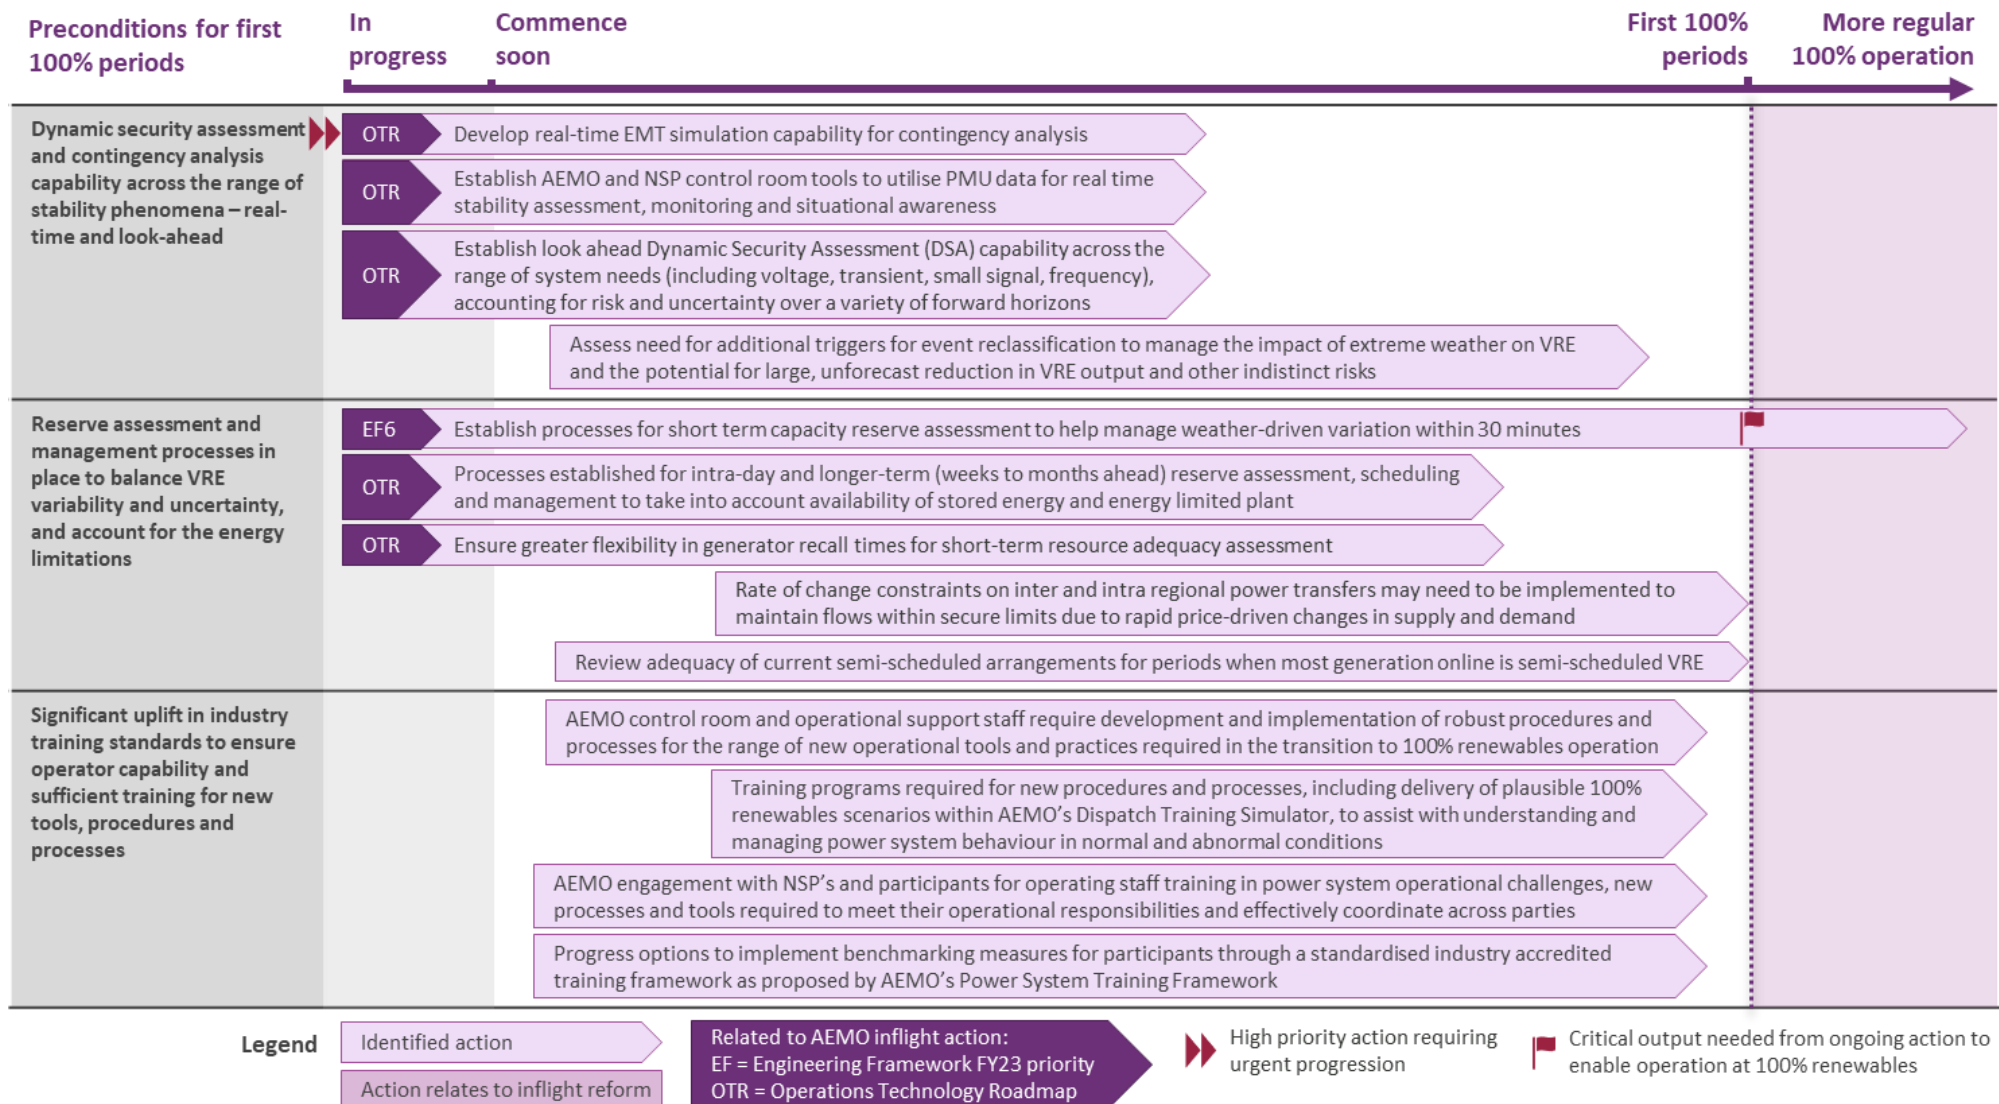 Preconditions for first
100% periods
In
progress
Commence
soon
First 100%
periods
More regular
100% operation
Dynamic security assessment
and contingency analysis
capability across the range of
stability phenomena – real-
time and look-ahead
OTR
Develop real-time EMT simulation capability for contingency analysis
OTR
Establish AEMO and NSP control room tools to utilise PMU data for real time
stability assessment, monitoring and situational awareness
OTR
Establish look ahead Dynamic Security Assessment (DSA) capability across the
range of system needs (including voltage, transient, small signal, frequency),
accounting for risk and uncertainty over a variety of forward horizons
Assess need for additional triggers for event reclassification to manage the impact of extreme weather on VRE
and the potential for large, unforecast reduction in VRE output and other indistinct risks
Reserve assessment and
management processes in
place to balance VRE
variability and uncertainty,
and account for the energy
limitations
EF6
Establish processes for short term capacity reserve assessment to help manage weather-driven variation within 30 minutes
OTR
Processes established for intra-day and longer-term (weeks to months ahead) reserve assessment, scheduling
and management to take into account availability of stored energy and energy limited plant
OTR
Ensure greater flexibility in generator recall times for short-term resource adequacy assessment
Rate of change constraints on inter and intra regional power transfers may need to be implemented to
maintain flows within secure limits due to rapid price-driven changes in supply and demand
Review adequacy of current semi-scheduled arrangements for periods when most generation online is semi-scheduled VRE
Significant uplift in industry
training standards to ensure
operator capability and
sufficient training for new
tools, procedures and
processes
AEMO control room and operational support staff require development and implementation of robust procedures and
processes for the range of new operational tools and practices required in the transition to 100% renewables operation
Training programs required for new procedures and processes, including delivery of plausible 100%
renewables scenarios within AEMO's Dispatch Training Simulator, to assist with understanding and
managing power system behaviour in normal and abnormal conditions
AEMO engagement with NSP's and participants for operating staff training in power system operational challenges, new
processes and tools required to meet their operational responsibilities and effectively coordinate across parties
Progress options to implement benchmarking measures for participants through a standardised industry accredited
training framework as proposed by AEMO's Power System Training Framework
Legend
Identified action
Action relates to inflight reform
Related to AEMO inflight action:
EF = Engineering Framework FY23 priority
OTR = Operations Technology Roadmap
High priority action requiring
urgent progression
Critical output needed from ongoing action to
enable operation at 100% renewables